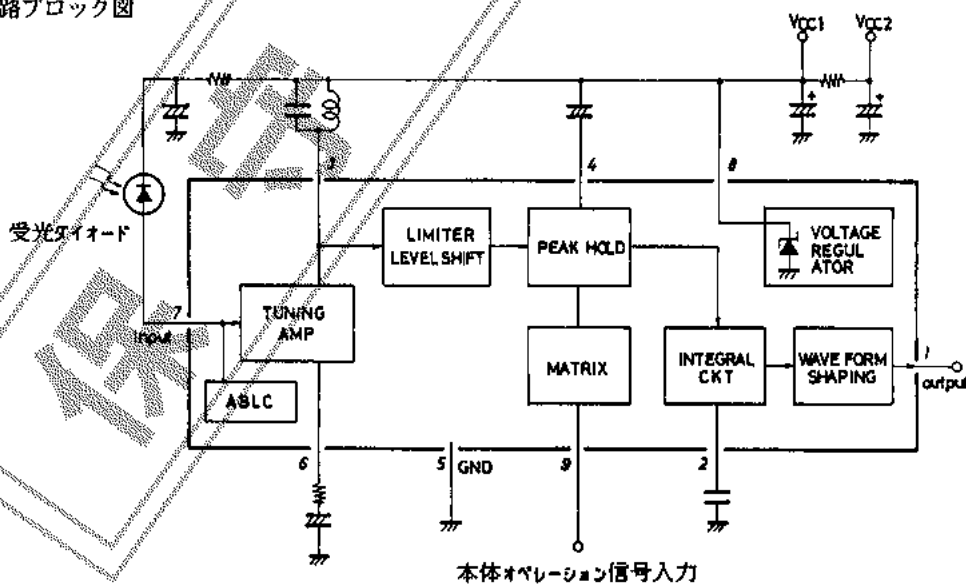 路ブロック図
VCC1
VCC2
3
4
8
受光ダイオード
LIMITER
LEVEL SHIFT
PEAK HOLD
VOLTAGE
REGUL
ATOR
7
input
TUNING
AMP
ABLC
MATRIX
INTEGRAL
CKT
WAVE FORM
SHAPING
1
output
6
5
GND
9
2
本体オペレーション信号入力